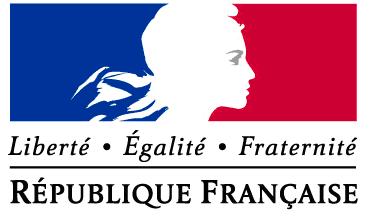 Liberté • Égalité • Fraternité
RÉPUBLIQUE FRANÇAISE